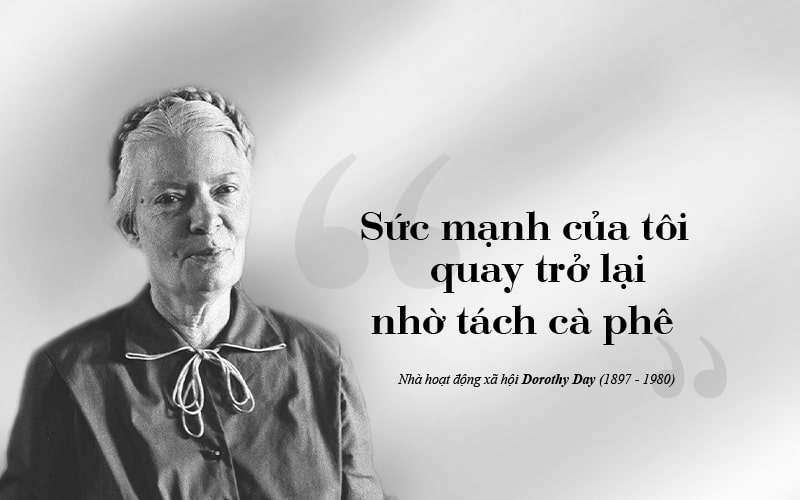 Sức mạnh của tôi
quay trở lại
nhờ tách cà phê
Nhà hoạt động xã hội Dorothy Day (1897 - 1980)